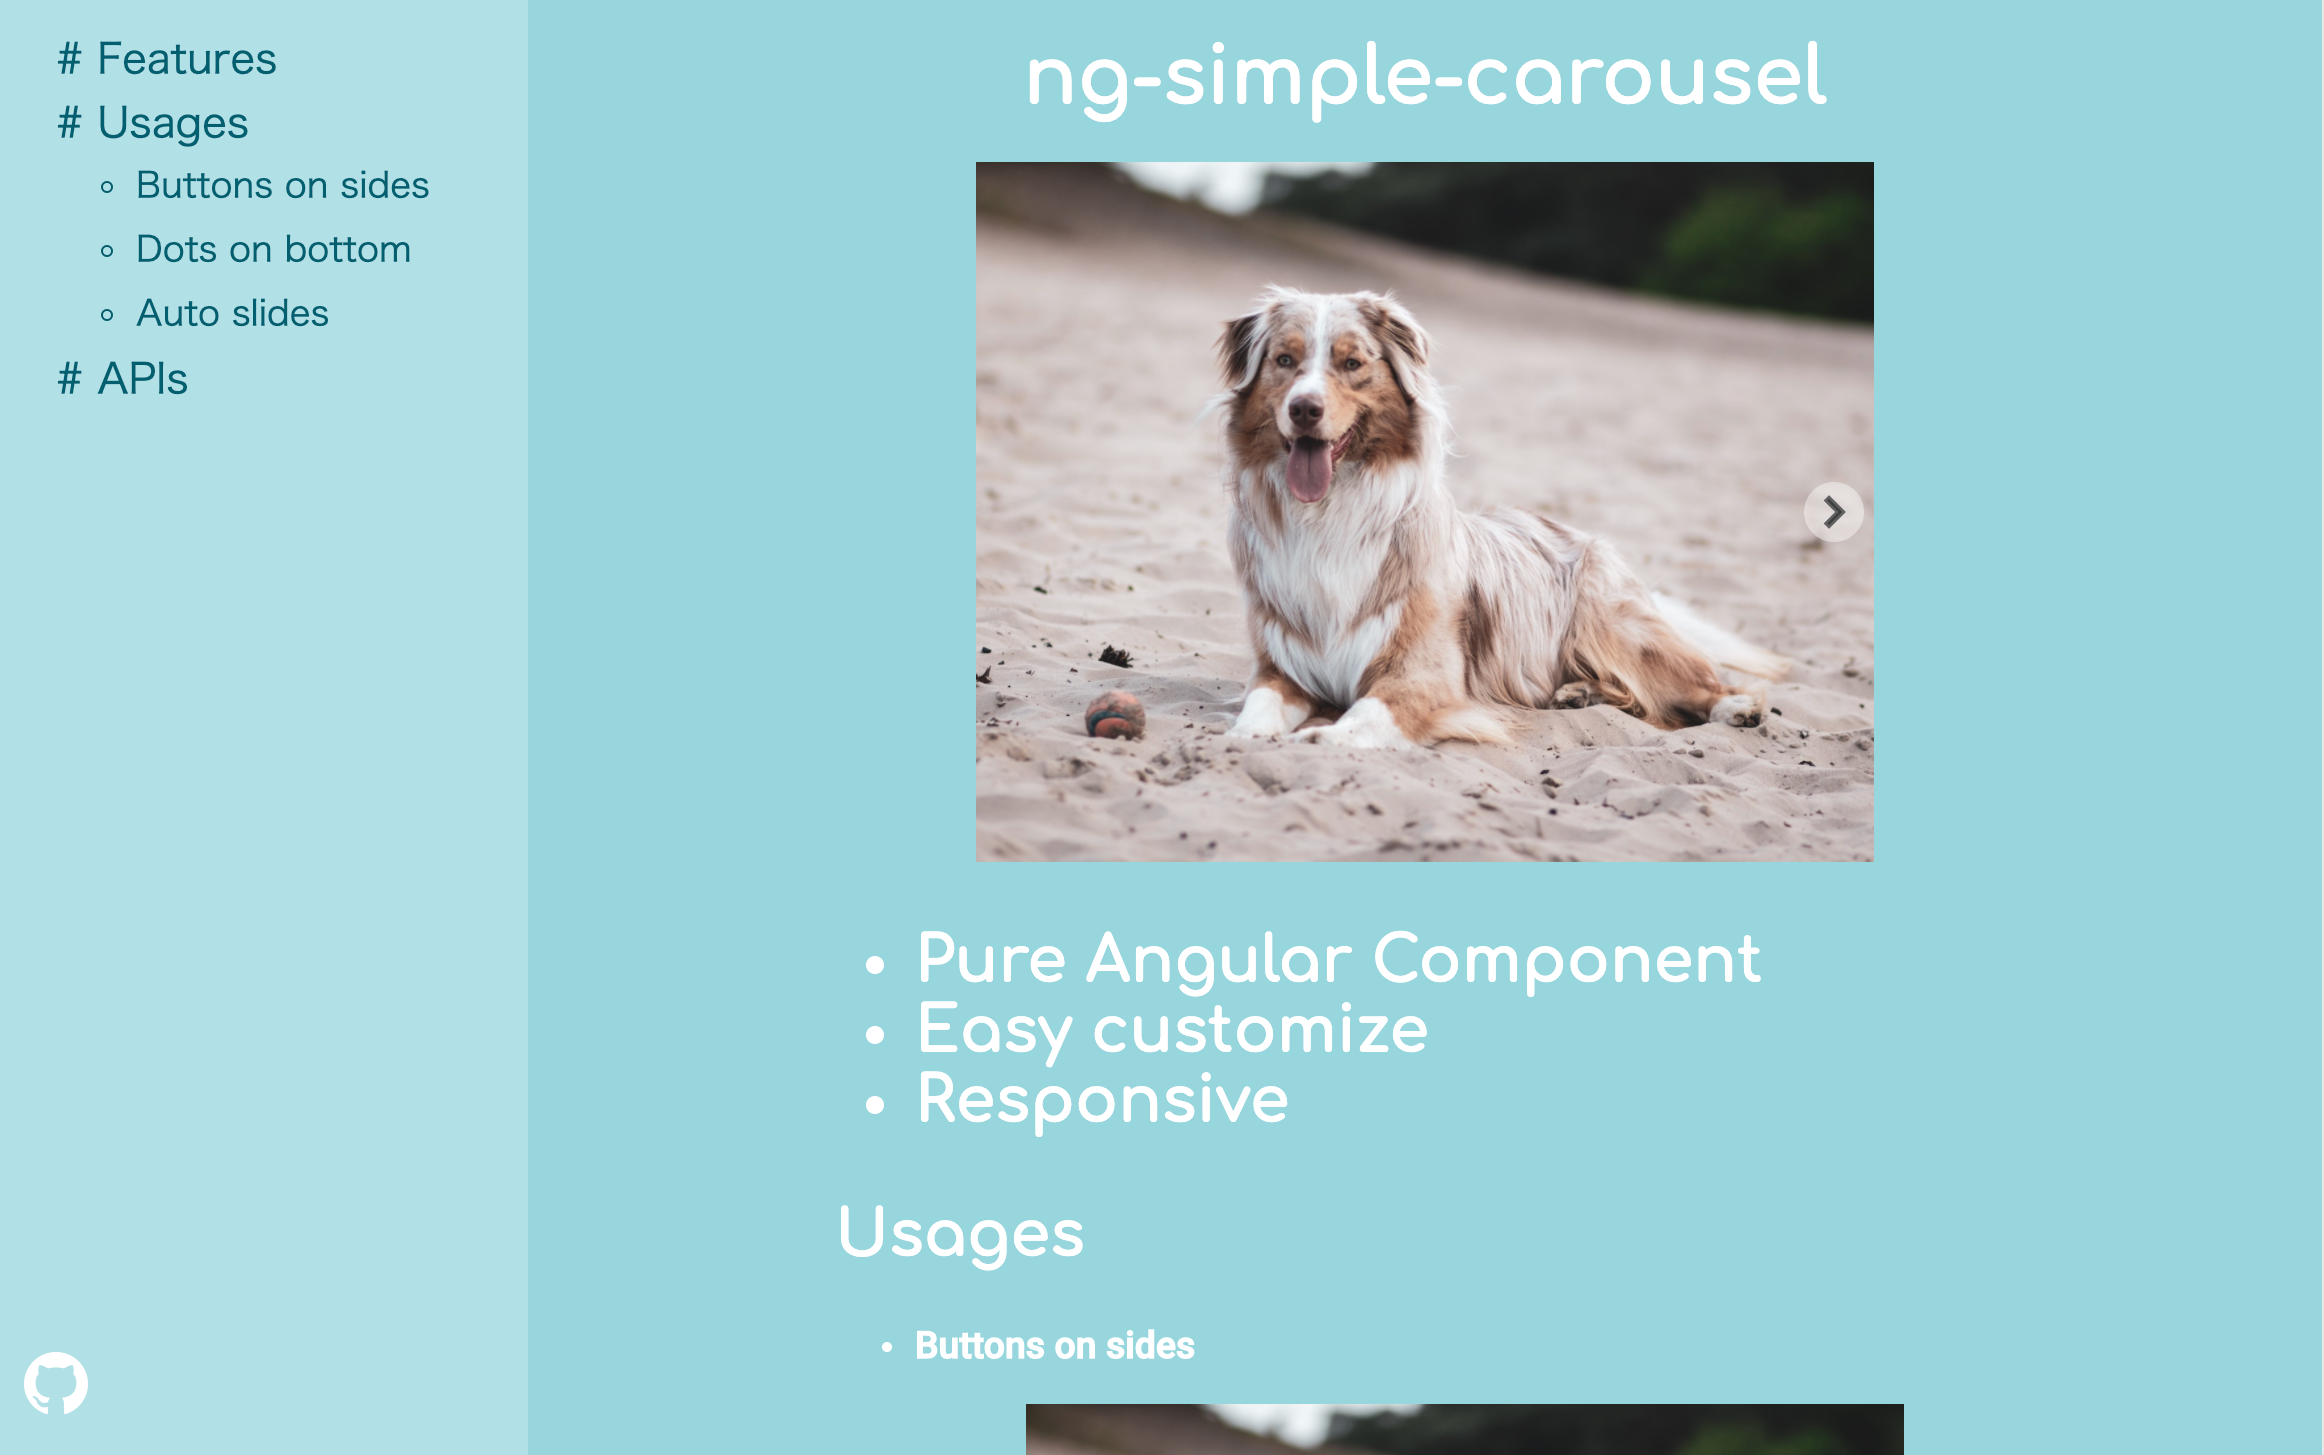 # Features
# Usages
Buttons on sides
Dots on bottom
Auto slides
# APIs
ng-simple-carousel
Pure Angular Component
Easy customize
Responsive
Usages
Buttons on sides